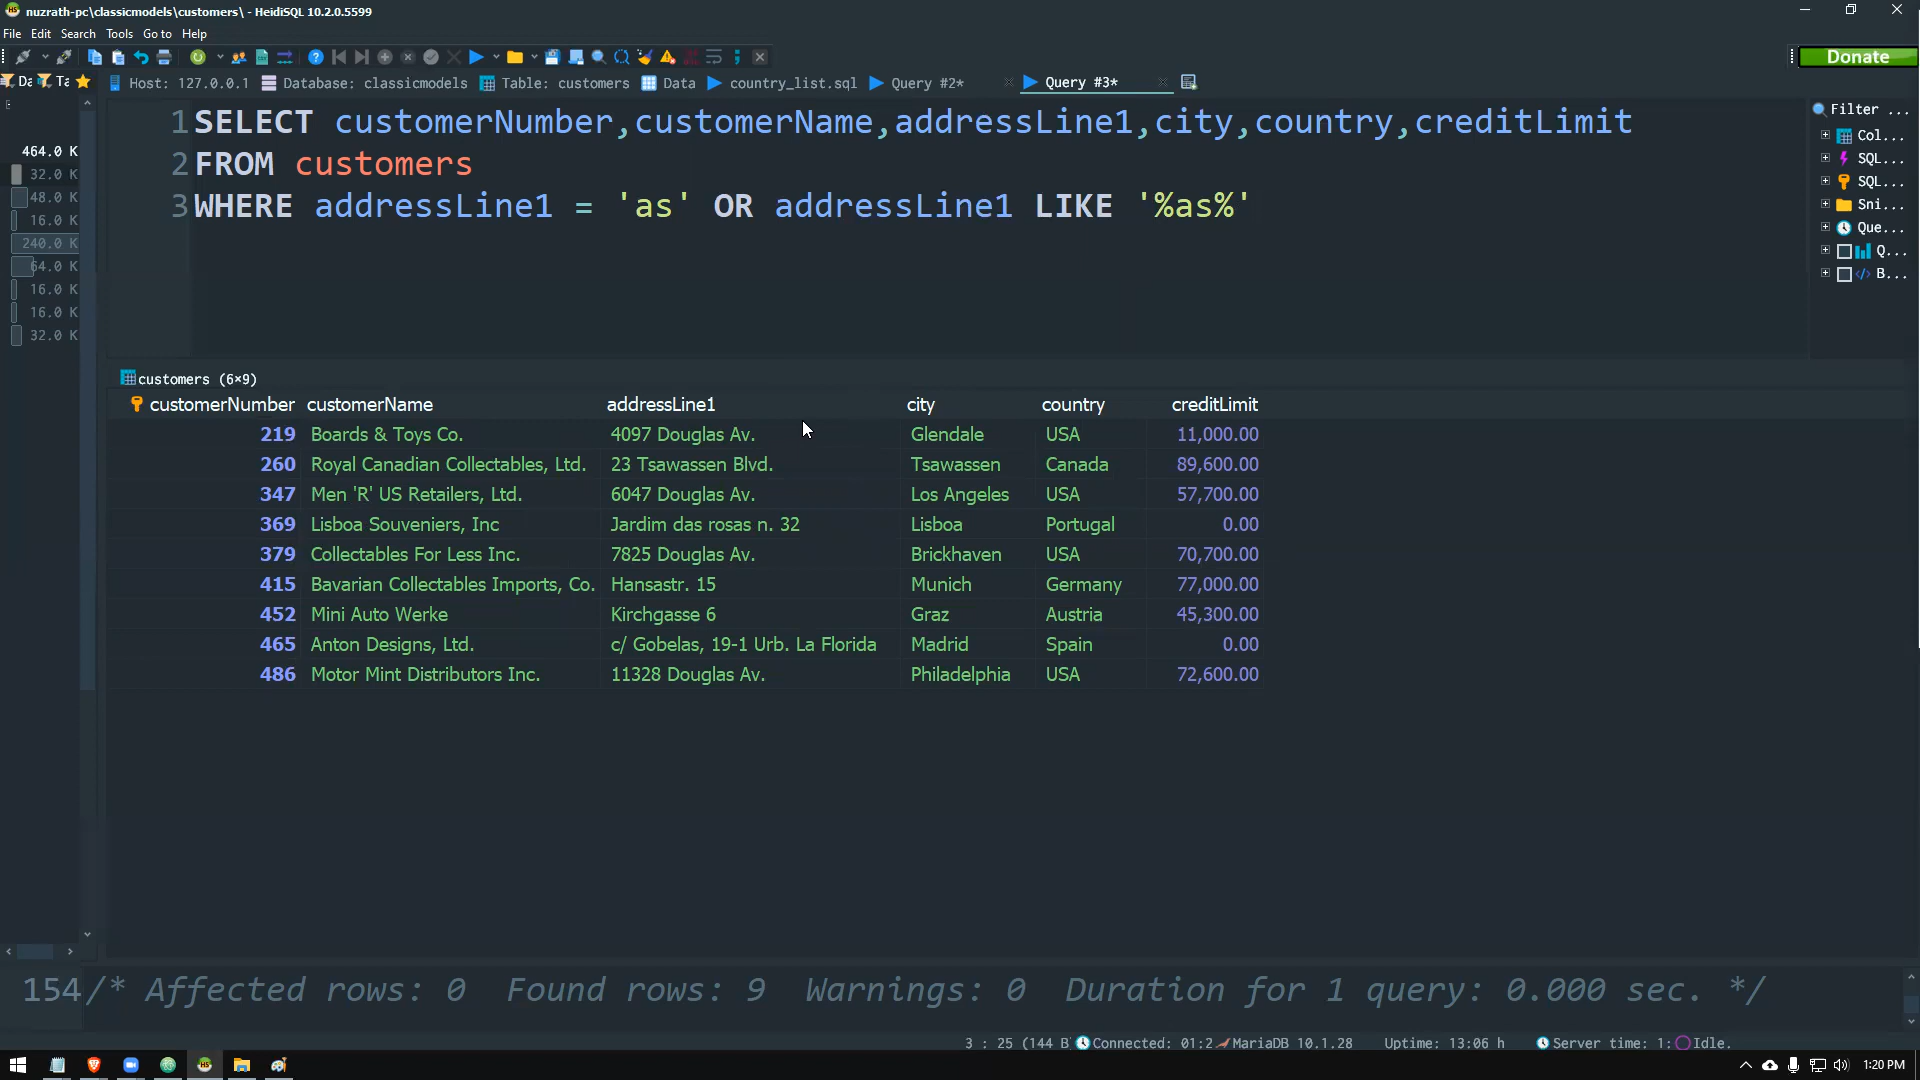 nuzrath-pc\classicmodels\customers\ - HeidiSQL 10.2.0.5599
File Edit Search Tools Go to Help
Donate
Da Ta Host: 127.0.0.1 Database: classicmodels Table: customers Data country_list.sql Query #2* Query #3*
1 SELECT customerNumber,customerName,addressLine1,city,country,creditLimit
2 FROM customers
3 WHERE addressLine1 = 'as' OR addressLine1 LIKE '%as%'
464.0 K
32.0 K
48.0 K
16.0 K
240.0 K
64.0 K
16.0 K
16.0 K
32.0 K
Filter ...
Col...
SQL...
SQL...
Sni...
Que...
Q...
B...
customers (6×9)
customerNumber customerName addressLine1 city country creditLimit
219 Boards & Toys Co. 4097 Douglas Av. Glendale USA 11,000.00
260 Royal Canadian Collectables, Ltd. 23 Tsawassen Blvd. Tsawassen Canada 89,600.00
347 Men 'R' US Retailers, Ltd. 6047 Douglas Av. Los Angeles USA 57,700.00
369 Lisboa Souveniers, Inc Jardim das rosas n. 32 Lisboa Portugal 0.00
379 Collectables For Less Inc. 7825 Douglas Av. Brickhaven USA 70,700.00
415 Bavarian Collectables Imports, Co. Hansastr. 15 Munich Germany 77,000.00
452 Mini Auto Werke Kirchgasse 6 Graz Austria 45,300.00
465 Anton Designs, Ltd. c/ Gobelas, 19-1 Urb. La Florida Madrid Spain 0.00
486 Motor Mint Distributors Inc. 11328 Douglas Av. Philadelphia USA 72,600.00
154 /* Affected rows: 0 Found rows: 9 Warnings: 0 Duration for 1 query: 0.000 sec. */
3 : 25 (144 B Connected: 01:2 MariaDB 10.1.28 Uptime: 13:06 h Server time: 1: Idle.
1:20 PM